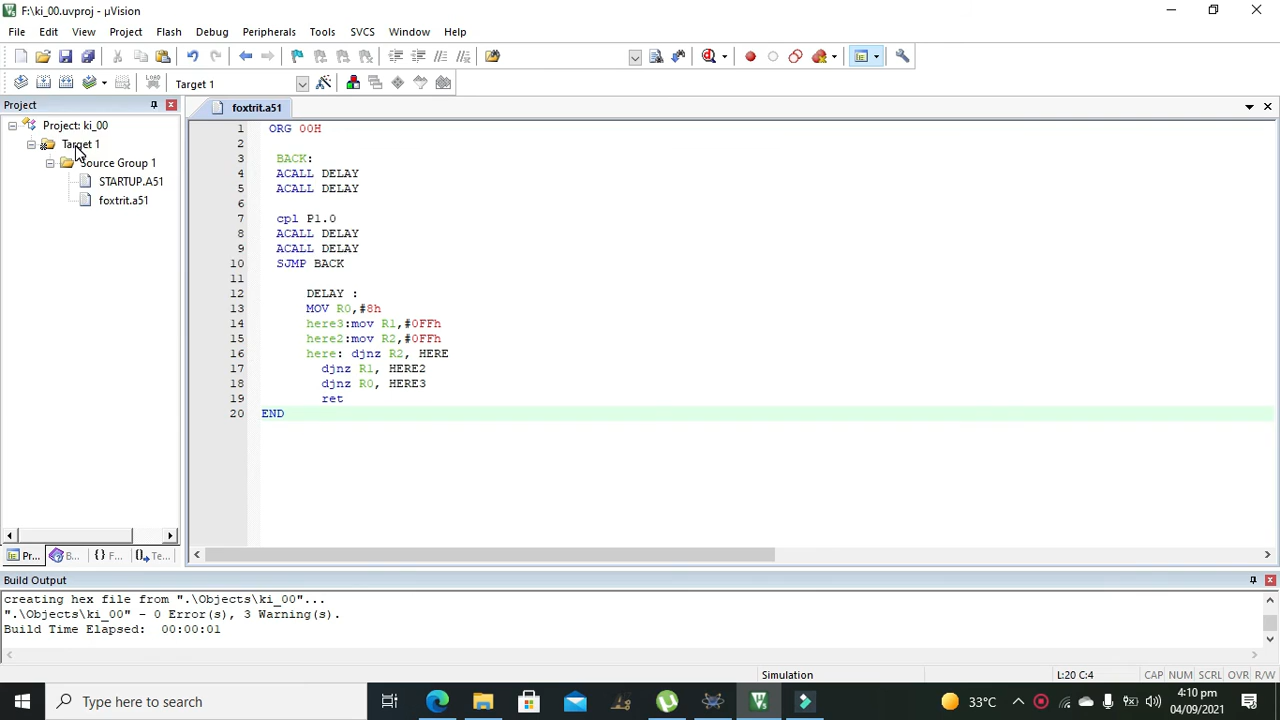 F:\ki_00.uvproj - µVision
File Edit View Project Flash Debug Peripherals Tools SVCS Window Help
LOAD Target 1
Project
Project: ki_00
Target 1
Source Group 1
STARTUP.A51
foxtrit.a51
Pr... B... {} F... 0→ Te...
foxtrit.a51
1 ORG 00H
2
3 BACK:
4 ACALL DELAY
5 ACALL DELAY
6
7 cpl P1.0
8 ACALL DELAY
9 ACALL DELAY
10 SJMP BACK
11
12 DELAY :
13 MOV R0,#8h
14 here3:mov R1,#0FFh
15 here2:mov R2,#0FFh
16 here: djnz R2, HERE
17 djnz R1, HERE2
18 djnz R0, HERE3
19 ret
20 END
Build Output
creating hex file from ".\Objects\ki_00"...
".\Objects\ki_00" - 0 Error(s), 3 Warning(s).
Build Time Elapsed: 00:00:01
Simulation L:20 C:4 CAP NUM SCRL OVR R/W
Type here to search
33°C
4:10 pm
04/09/2021